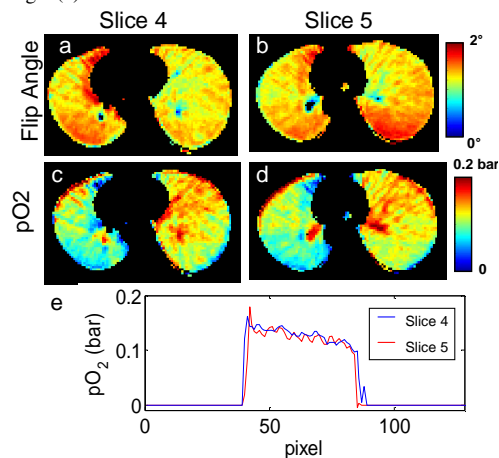 Slice 4 Slice 5
Flip Angle
a
b
2°
0°
pO2
c
d
0.2 bar
0
e
pO2 (bar)
0.2
0.1
0
Slice 4
Slice 5
0 50 100
pixel